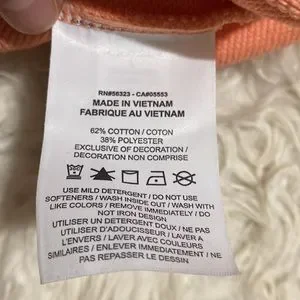 RN#56323 - CA#05553
MADE IN VIETNAM
FABRIQUE AU VIETNAM
62% COTTON / COTON
38% POLYESTER
EXCLUSIVE OF DECORATION /
DECORATION NON COMPRISE
USE MILD DETERGENT / DO NOT USE
SOFTENERS / WASH INSIDE OUT / WASH WITH
LIKE COLORS / REMOVE IMMEDIATELY / DO
NOT IRON DESIGN
UTILISER UN DETERGENT DOUX / NE PAS
UTILISER D'ADOUCISSEUR / LAVER A
L'ENVERS / LAVER AVEC COULEURS
SIMILAIRES / ENLEVER IMMEDIATEMENT / NE
PAS REPASSER LE DESSIN